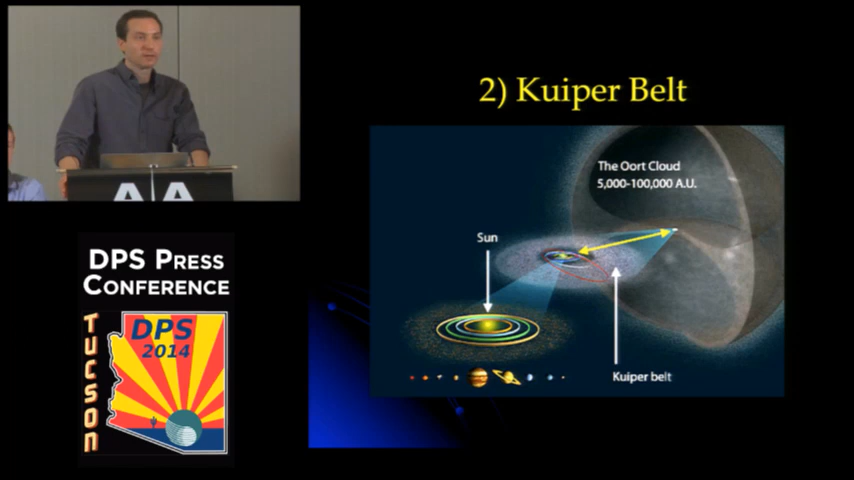 2) Kuiper Belt
The Oort Cloud
5,000-100,000 A.U.
Sun
Kuiper belt
DPS PRESS
CONFERENCE
TUCSON
DPS
2014